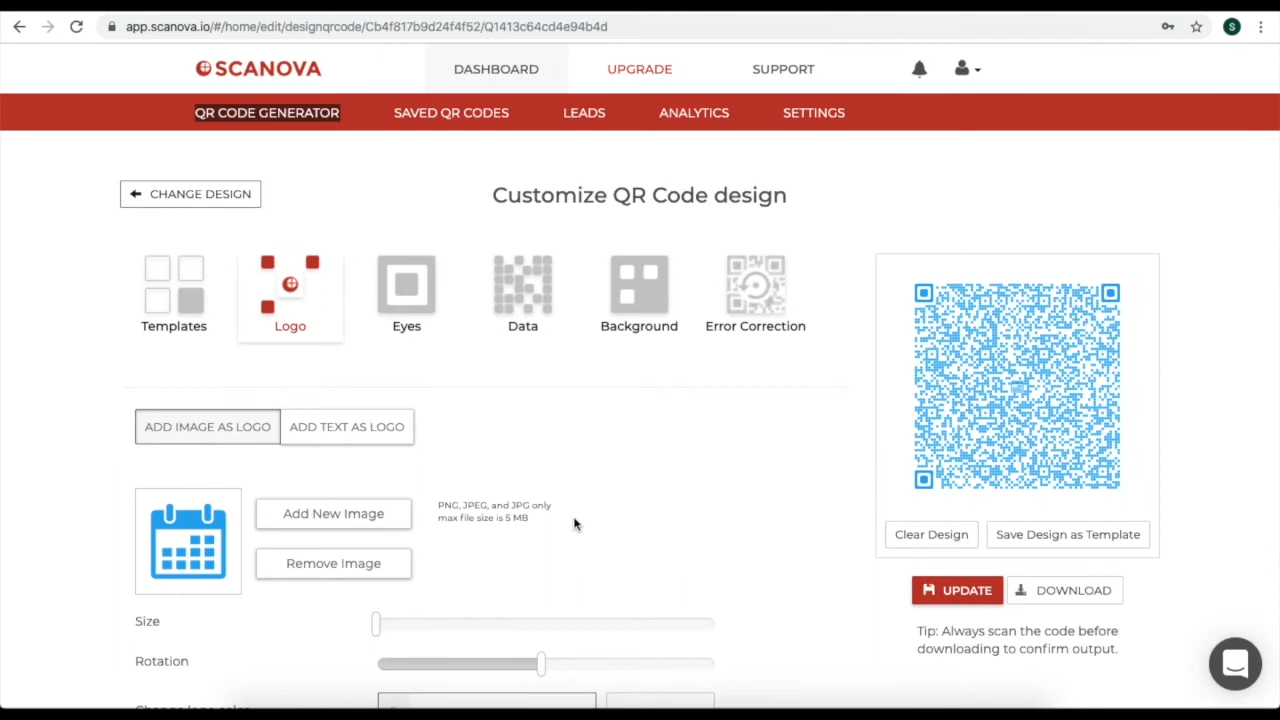 app.scanova.io/#/home/edit/designqrcode/Cb4f817b9d24f4f52/Q1413c64cd4e94b4d
S
SCANOVA
DASHBOARD
UPGRADE
SUPPORT
QR CODE GENERATOR
SAVED QR CODES
LEADS
ANALYTICS
SETTINGS
CHANGE DESIGN
Customize QR Code design
Templates
Logo
Eyes
Data
Background
Error Correction
ADD IMAGE AS LOGO
ADD TEXT AS LOGO
Add New Image
PNG, JPEG, and JPG only
max file size is 5 MB
Remove Image
Clear Design
Save Design as Template
UPDATE
DOWNLOAD
Size
Tip: Always scan the code before
downloading to confirm output.
Rotation
Change logo color